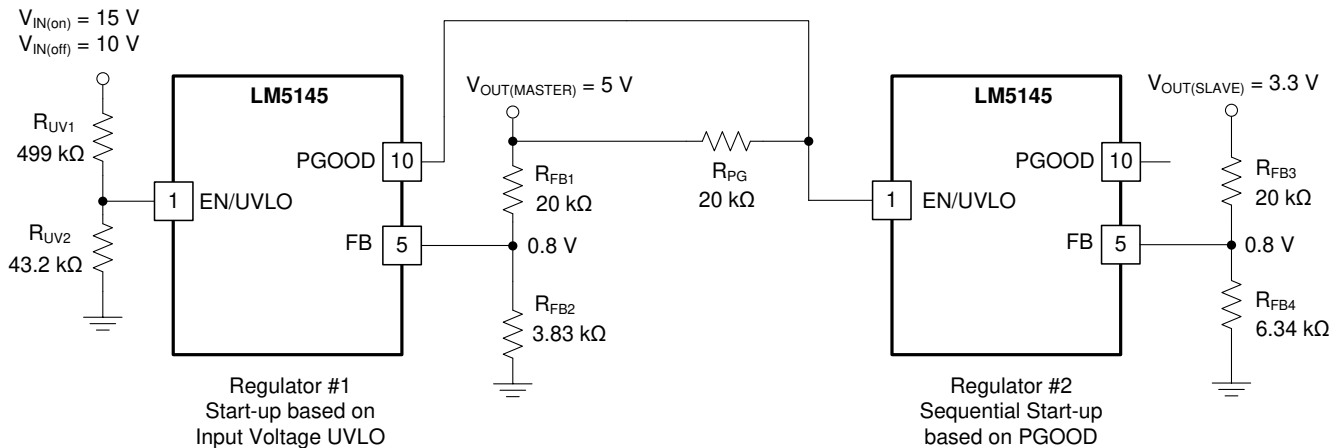 V_IN(on) = 15 V
V_IN(off) = 10 V
R_UV1
499 kΩ
R_UV2
43.2 kΩ
LM5145
PGOOD
10
1
EN/UVLO
FB
5
Regulator #1
Start-up based on
Input Voltage UVLO
V_OUT(MASTER) = 5 V
R_FB1
20 kΩ
0.8 V
R_FB2
3.83 kΩ
R_PG
20 kΩ
LM5145
PGOOD
10
1
EN/UVLO
FB
5
Regulator #2
Sequential Start-up
based on PGOOD
V_OUT(SLAVE) = 3.3 V
R_FB3
20 kΩ
0.8 V
R_FB4
6.34 kΩ